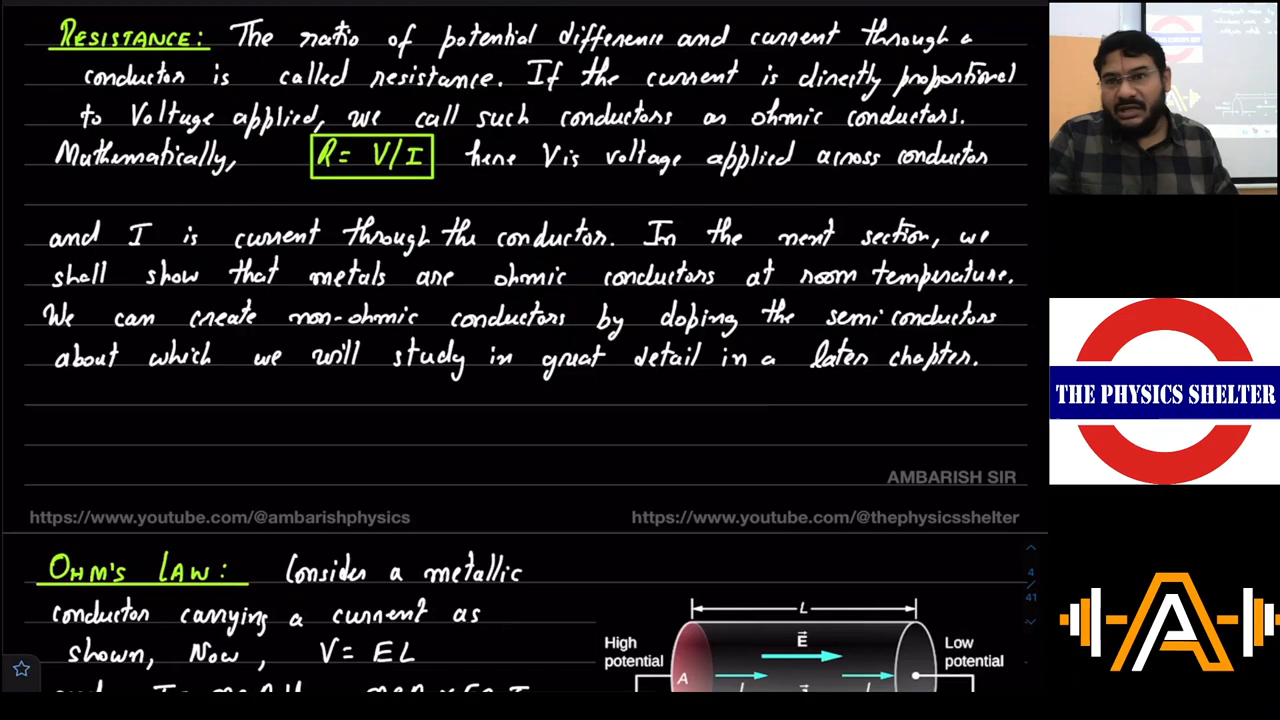 RESISTANCE: The ratio of potential difference and current through a
conductor is called resistance. If the current is directly proportional
to Voltage applied, we call such conductors as ohmic conductors.
Mathematically, R = V/I here V is voltage applied across conductor
and I is current through the conductor. In the next section, we
shall show that metals are ohmic conductors at room temperature.
We can create non-ohmic conductors by doping the semiconductors
about which we will study in great detail in a later chapter.
AMBARISH SIR
https://www.youtube.com/@ambarishphysics
https://www.youtube.com/@thephysicsshelter
OHM'S LAW: Consider a metallic
conductor carrying a current as
shown, Now, V = EL
L
High
potential
E
Low
potential
A
4
/
41
THE PHYSICS SHELTER
A